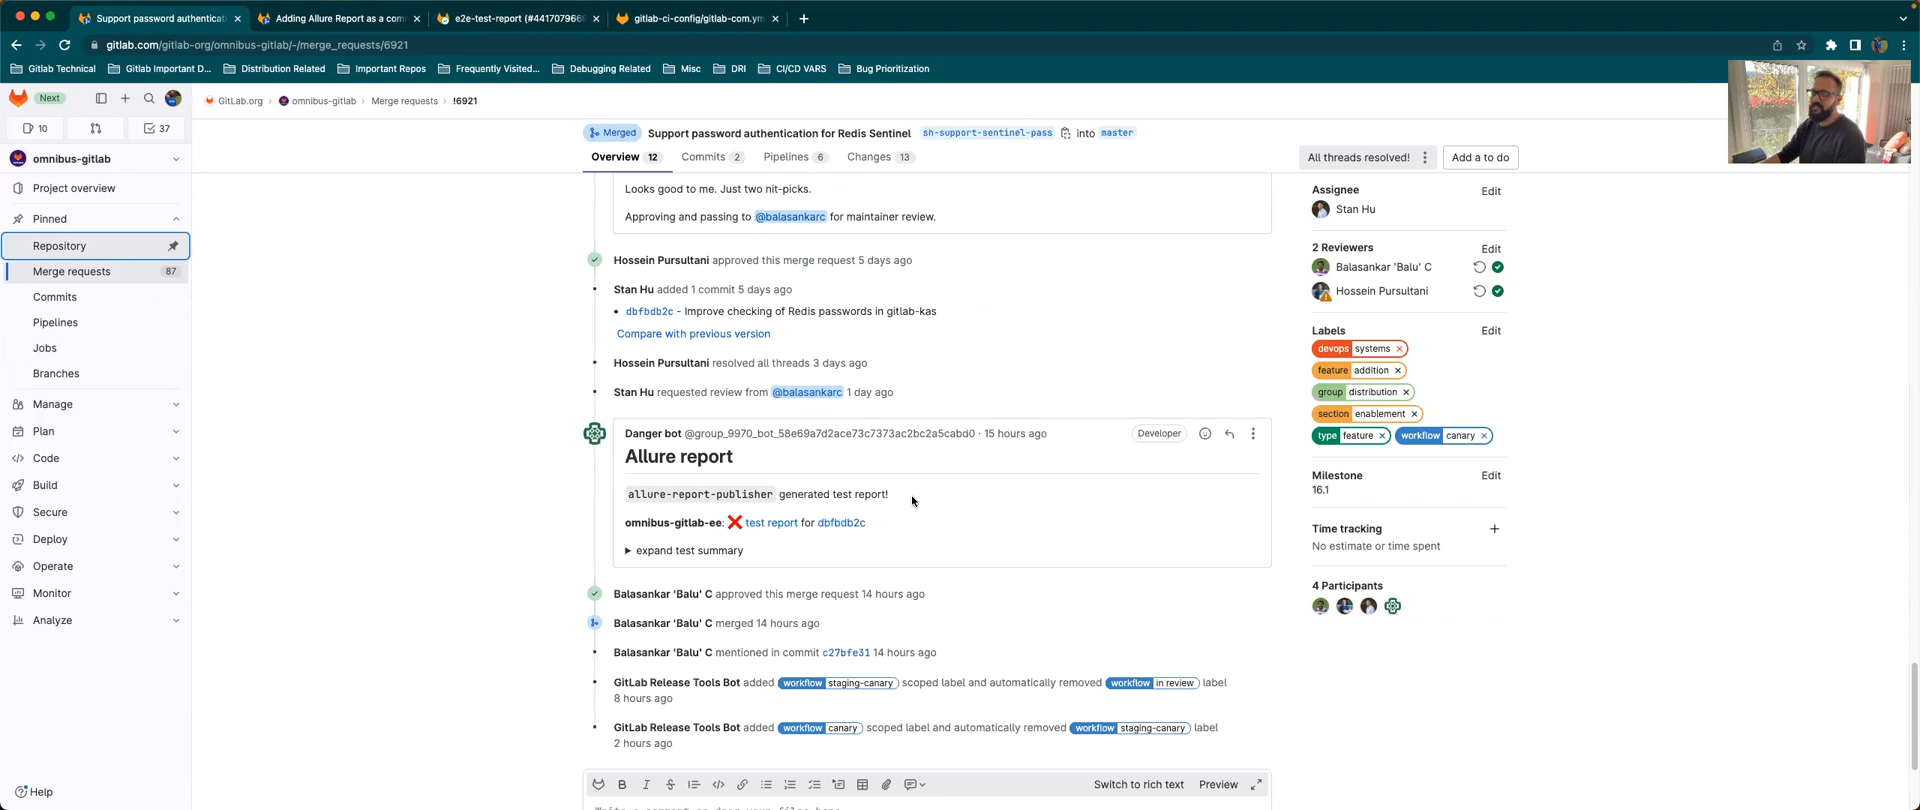 Support password authenticati
Adding Allure Report as a com
e2e-test-report (#441707966
gitlab-ci-config/gitlab-com.ym
gitlab.com/gitlab-org/omnibus-gitlab/-/merge_requests/6921
Gitlab Technical
Gitlab Important D...
Distribution Related
Important Repos
Frequently Visited...
Debugging Related
Misc
DRI
CI/CD VARS
Bug Prioritization
Next
10
37
omnibus-gitlab
Project overview
Pinned
Repository
Merge requests 87
Commits
Pipelines
Jobs
Branches
Manage
Plan
Code
Build
Secure
Deploy
Operate
Monitor
Analyze
Help
GitLab.org › omnibus-gitlab › Merge requests › !6921
Merged Support password authentication for Redis Sentinel sh-support-sentinel-pass into master
Overview 12 Commits 2 Pipelines 6 Changes 13
All threads resolved! Add a to do
Looks good to me. Just two nit-picks.
Approving and passing to @balasankarc for maintainer review.
Hossein Pursultani approved this merge request 5 days ago
Stan Hu added 1 commit 5 days ago
• dbfbdb2c - Improve checking of Redis passwords in gitlab-kas
Compare with previous version
Hossein Pursultani resolved all threads 3 days ago
Stan Hu requested review from @balasankarc 1 day ago
Danger bot @group_9970_bot_58e69a7d2ace73c7373ac2bc2a5cabd0 · 15 hours ago Developer
Allure report
allure-report-publisher generated test report!
omnibus-gitlab-ee: ❌ test report for dbfbdb2c
▶ expand test summary
Balasankar 'Balu' C approved this merge request 14 hours ago
Balasankar 'Balu' C merged 14 hours ago
Balasankar 'Balu' C mentioned in commit c27bfe31 14 hours ago
GitLab Release Tools Bot added workflow staging-canary scoped label and automatically removed workflow in review label
8 hours ago
GitLab Release Tools Bot added workflow canary scoped label and automatically removed workflow staging-canary label
2 hours ago
Switch to rich text Preview
Assignee Edit
Stan Hu
2 Reviewers Edit
Balasankar 'Balu' C
Hossein Pursultani
Labels Edit
devops systems
feature addition
group distribution
section enablement
type feature workflow canary
Milestone Edit
16.1
Time tracking
No estimate or time spent
4 Participants